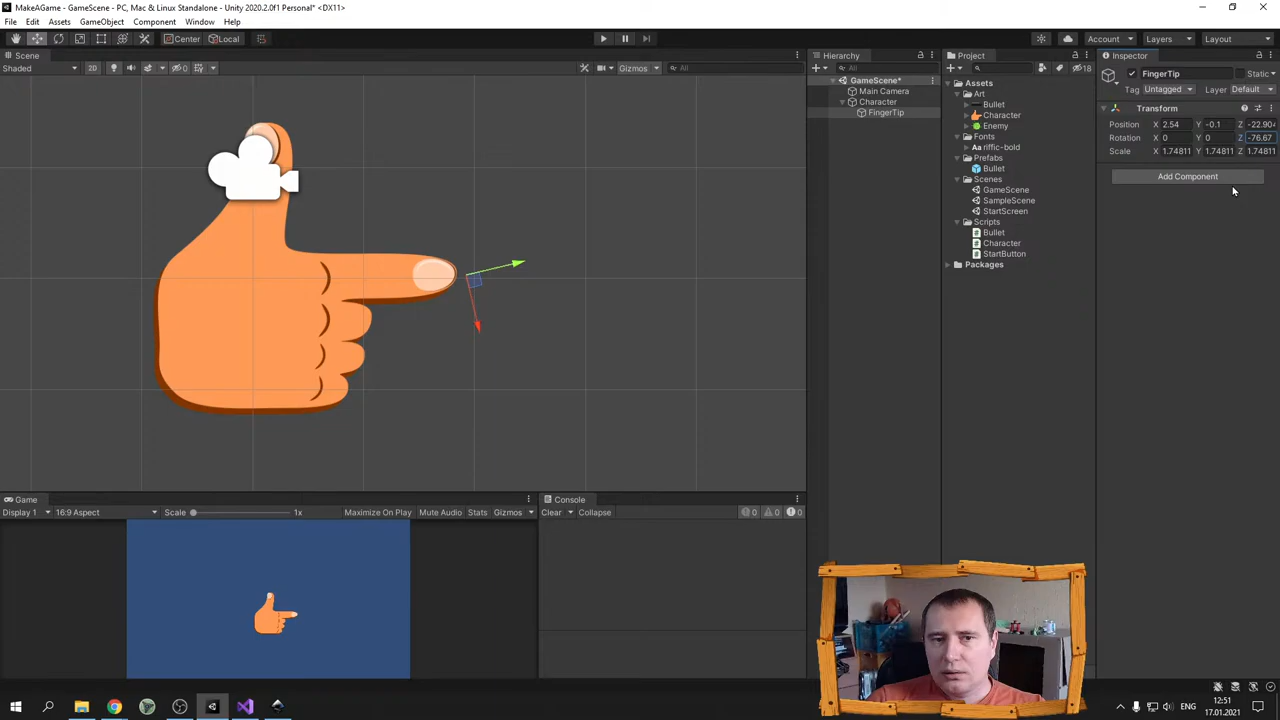 MakeAGame - GameScene - PC, Mac & Linux Standalone - Unity 2020.2.0f1 Personal* <DX11>
File Edit Assets GameObject Component Window Help
Center Local Account Layers Layout
Scene
Shaded 2D 0 Gizmos All
Hierarchy
All
GameScene*
Main Camera
Character
FingerTip
Project
18
Assets
Art
Bullet
Character
Enemy
Fonts
Aa riffic-bold
Prefabs
Bullet
Scenes
GameScene
SampleScene
StartScreen
Scripts
Bullet
Character
StartButton
Packages
Inspector
FingerTip Static
Tag Untagged Layer Default
Transform
Position X 2.54 Y -0.1 Z -22.904
Rotation X 0 Y 0 Z -76.67
Scale X 1.74811 Y 1.74811 Z 1.74811
Add Component
Game
Display 1 16:9 Aspect Scale 1x Maximize On Play Mute Audio Stats Gizmos
Console
Clear Collapse 0 0 0
12:51
17.01.2021